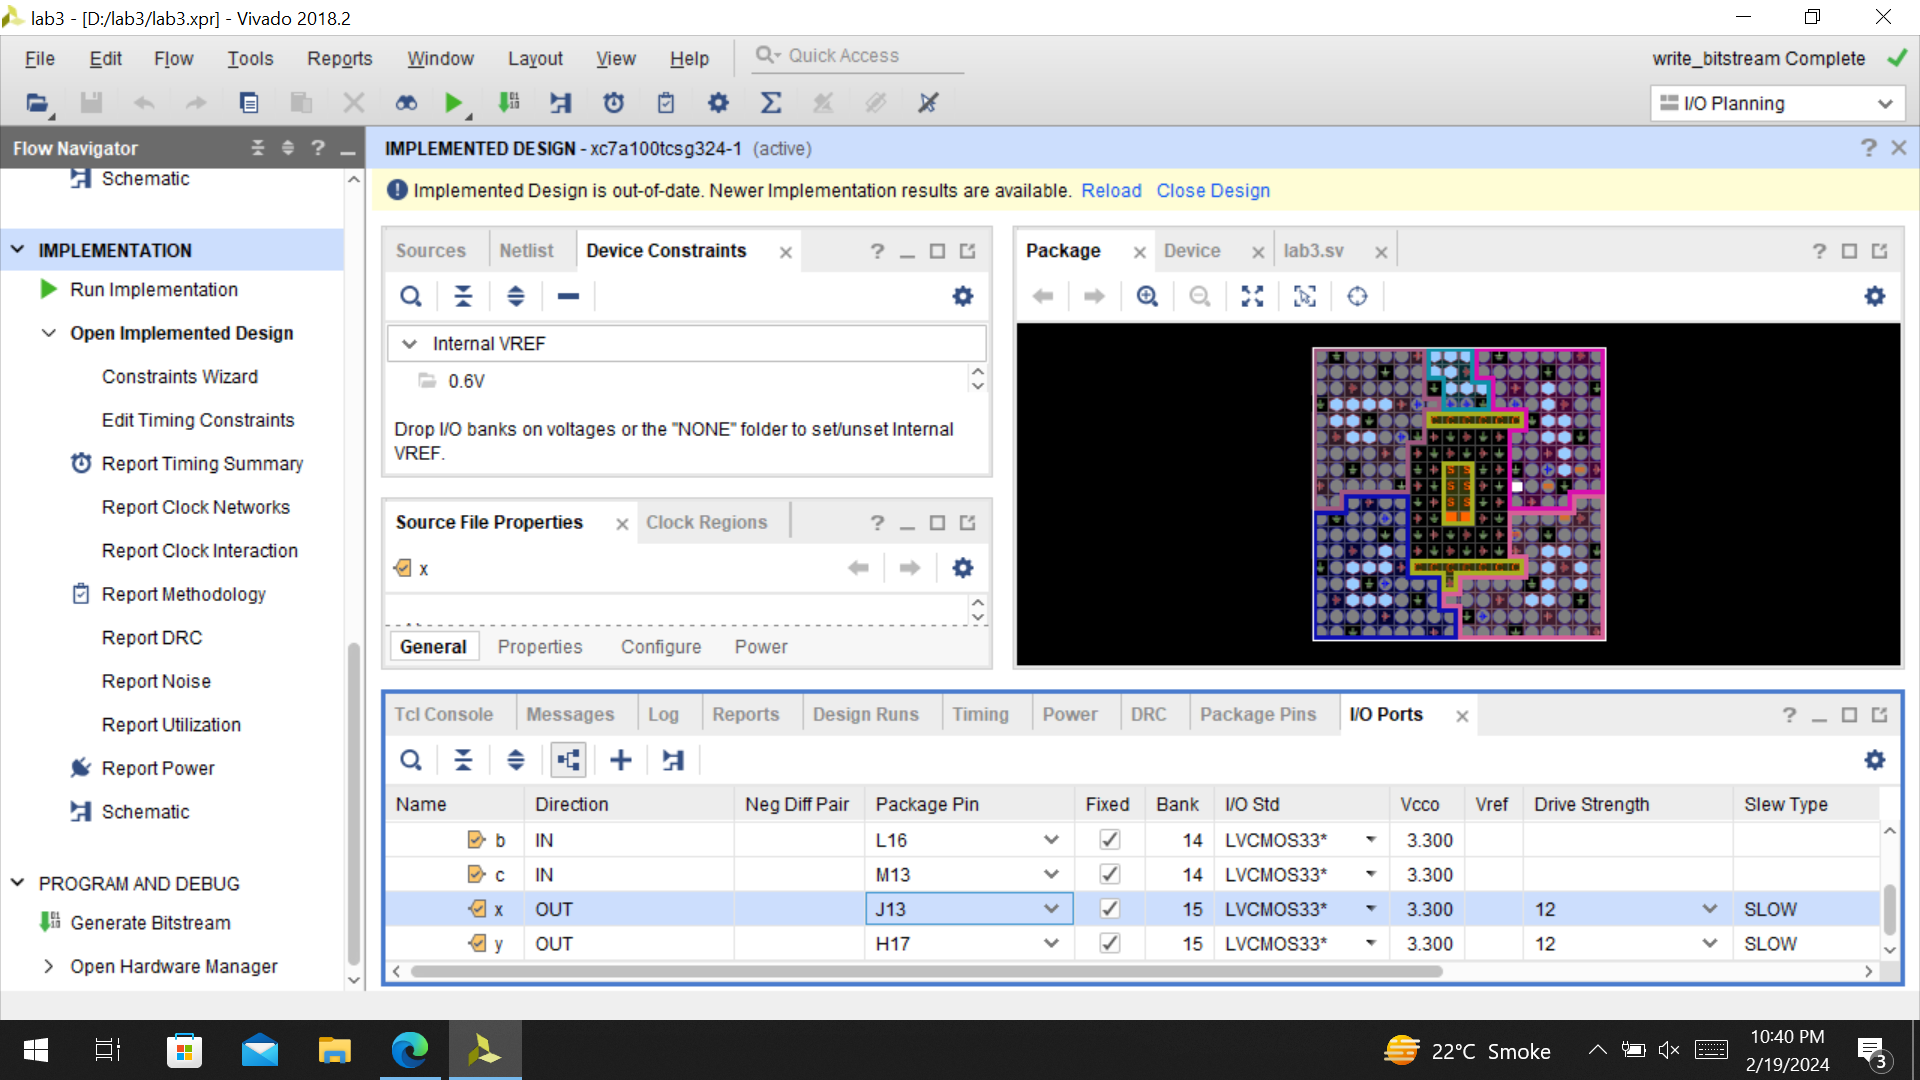 lab3 - [D:/lab3/lab3.xpr] - Vivado 2018.2
File Edit Flow Tools Reports Window Layout View Help Quick Access
write_bitstream Complete
I/O Planning
Flow Navigator
Schematic
IMPLEMENTATION
Run Implementation
Open Implemented Design
Constraints Wizard
Edit Timing Constraints
Report Timing Summary
Report Clock Networks
Report Clock Interaction
Report Methodology
Report DRC
Report Noise
Report Utilization
Report Power
Schematic
PROGRAM AND DEBUG
Generate Bitstream
Open Hardware Manager
IMPLEMENTED DESIGN - xc7a100tcsg324-1 (active)
Implemented Design is out-of-date. Newer Implementation results are available. Reload Close Design
Sources Netlist Device Constraints
Internal VREF
0.6V
Drop I/O banks on voltages or the "NONE" folder to set/unset Internal
VREF.
Source File Properties Clock Regions
x
General Properties Configure Power
Package Device lab3.sv
Tcl Console Messages Log Reports Design Runs Timing Power DRC Package Pins I/O Ports
Name Direction Neg Diff Pair Package Pin Fixed Bank I/O Std Vcco Vref Drive Strength Slew Type
b IN L16 14 LVCMOS33* 3.300
c IN M13 14 LVCMOS33* 3.300
x OUT J13 15 LVCMOS33* 3.300 12 SLOW
y OUT H17 15 LVCMOS33* 3.300 12 SLOW
22°C Smoke
10:40 PM
2/19/2024
3